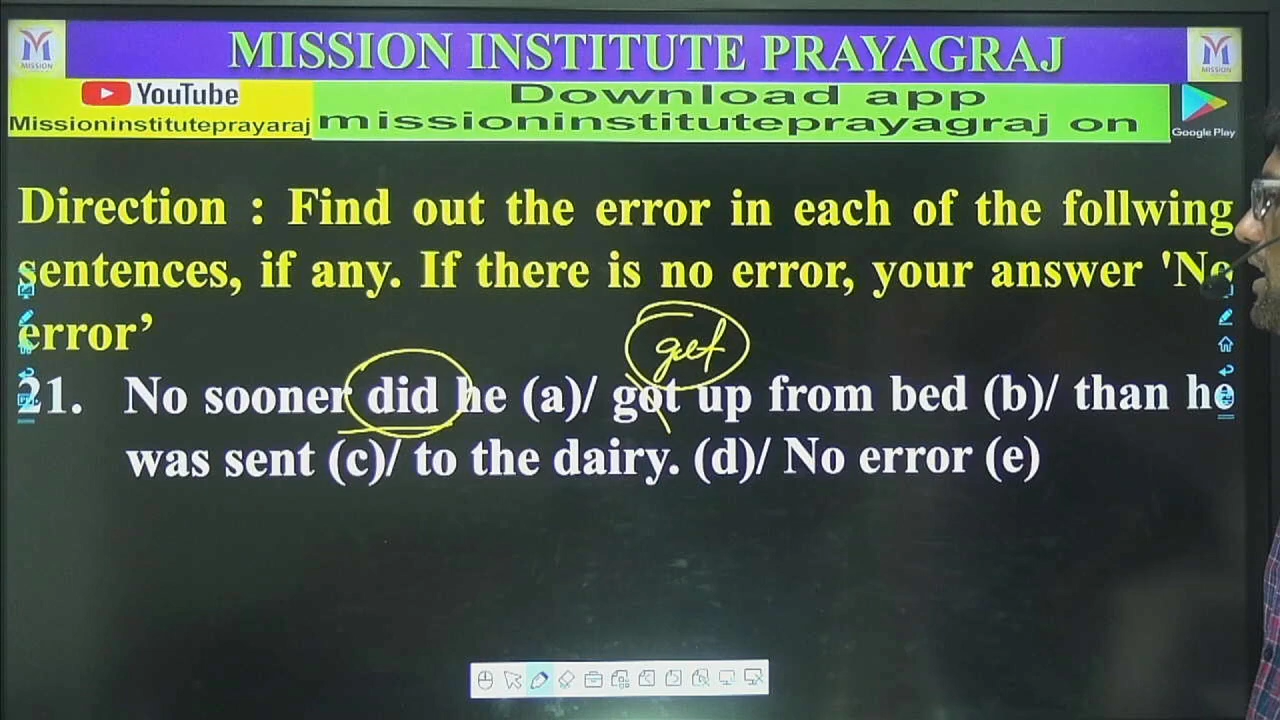 MISSION INSTITUTE PRAYAGRAJ
MISSION
MISSION
YouTube
Missioninstituteprayaraj
Download app
missioninstituteprayagraj on
Google Play
Direction : Find out the error in each of the follwing
sentences, if any. If there is no error, your answer 'No
error’
get
21. No sooner did he (a)/ got up from bed (b)/ than he
was sent (c)/ to the dairy. (d)/ No error (e)